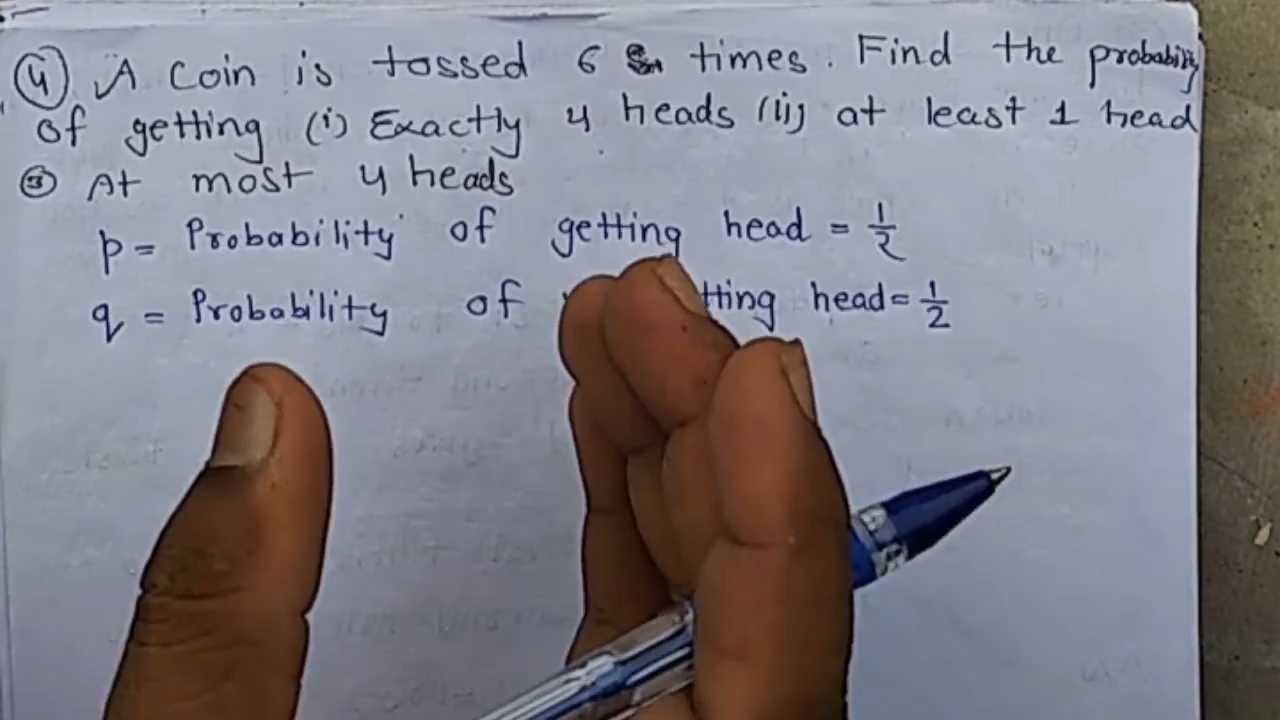 (4) A Coin is tossed 6 times. Find the probability
of getting (i) Exactly 4 heads (ii) at least 1 head
(3) At most 4 heads
p = Probability of getting head = 1/2
q = Probability of tting head = 1/2